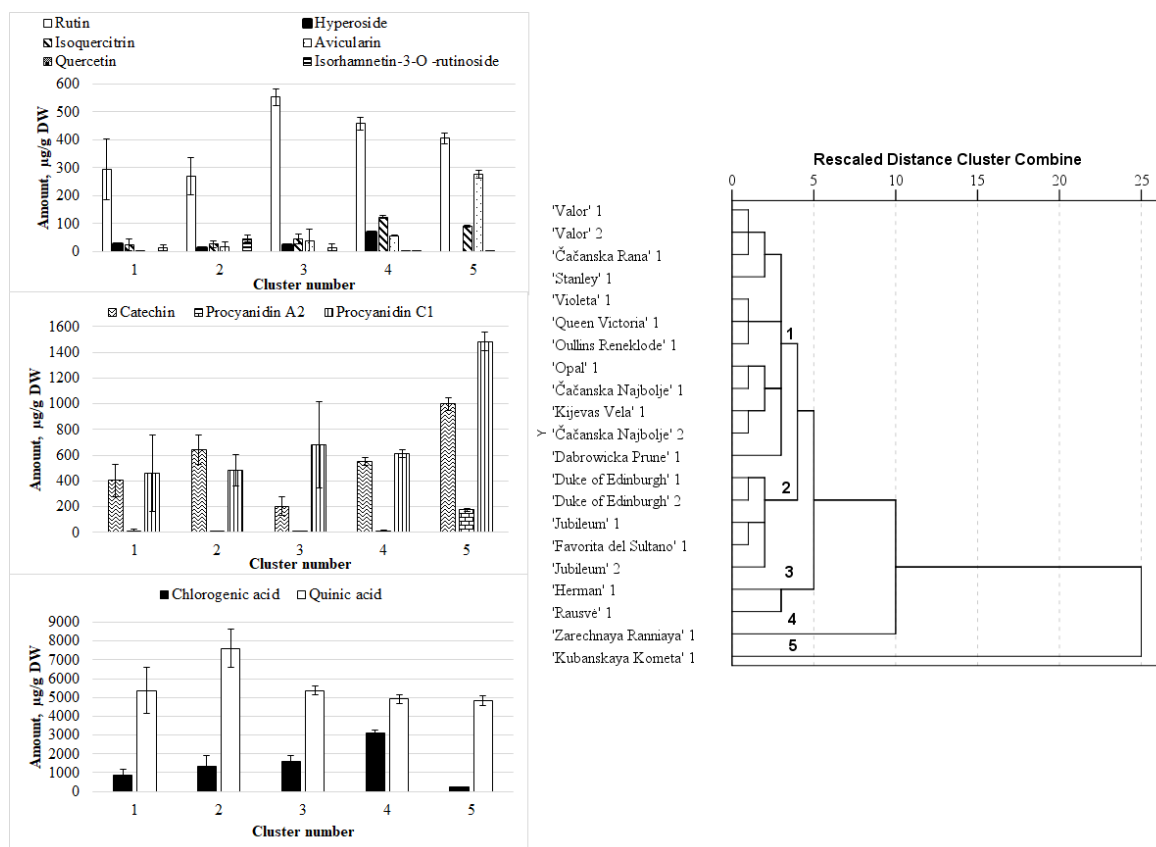 Rutin Hyperoside
Isoquercitrin Avicularin
Quercetin Isorhamnetin-3-O -rutinoside
Amount, µg/g DW
600
500
400
300
200
100
0
1 2 3 4 5
Cluster number
Catechin Procyanidin A2 Procyanidin C1
Amount, µg/g DW
1600
1400
1200
1000
800
600
400
200
0
1 2 3 4 5
Cluster number
Chlorogenic acid Quinic acid
Amount, µg/g DW
9000
8000
7000
6000
5000
4000
3000
2000
1000
0
1 2 3 4 5
Cluster number
Rescaled Distance Cluster Combine
0 5 10 15 20 25
Y
'Valor' 1
'Valor' 2
'Čačanska Rana' 1
'Stanley' 1
'Violeta' 1
'Queen Victoria' 1
'Oullins Reneklode' 1
'Opal' 1
'Čačanska Najbolje' 1
'Kijevas Vela' 1
'Čačanska Najbolje' 2
'Dabrowicka Prune' 1
'Duke of Edinburgh' 1
'Duke of Edinburgh' 2
'Jubileum' 1
'Favorita del Sultano' 1
'Jubileum' 2
'Herman' 1
'Rausvė' 1
'Zarechnaya Ranniaya' 1
'Kubanskaya Kometa' 1
1
2
3
4
5